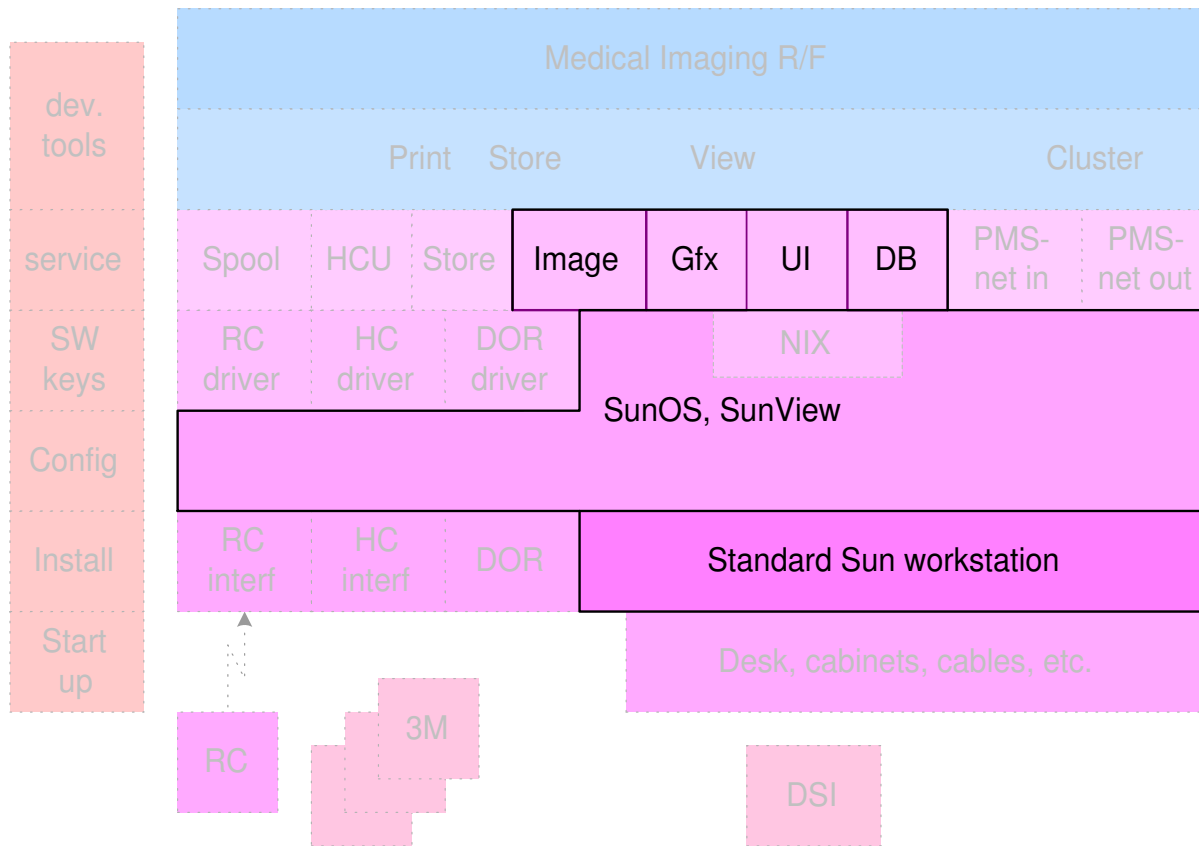 Medical Imaging R/F
dev.
tools
Print Store View Cluster
service
Spool HCU Store Image Gfx UI DB
PMS-
net in
PMS-
net out
SW
keys
RC
driver
HC
driver
DOR
driver
NIX
SunOS, SunView
Config
Install
RC
interf
HC
interf
DOR
Standard Sun workstation
Start
up
Desk, cabinets, cables, etc.
RC
3M
DSI